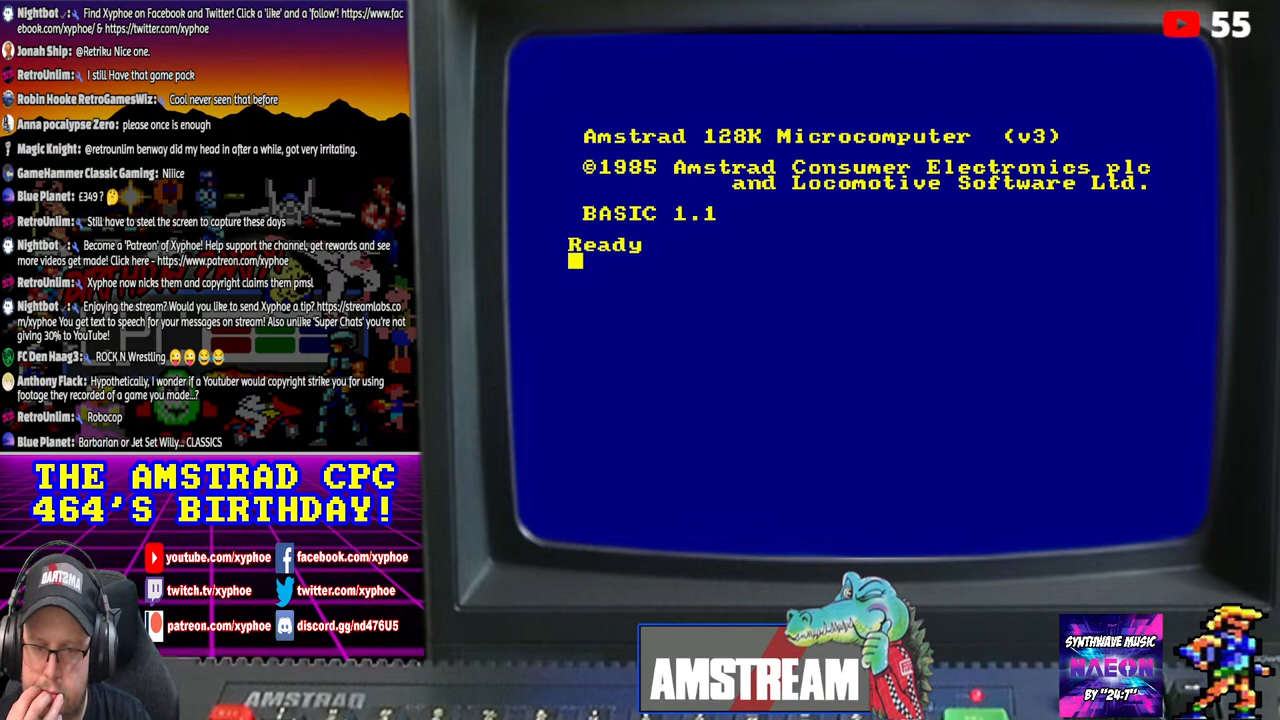 Nightbot: Find Xyphoe on Facebook and Twitter! Click a 'like' and a 'follow'! https://www.fac
ebook.com/xyphoe/ & https://twitter.com/xyphoe
Jonah Ship: @Retriku Nice one.
RetroUnlim: I still Have that game pack
Robin Hooke RetroGamesWiz: Cool never seen that before
Anna pocalypse Zero: please once is enough
Magic Knight: @retrounlim benway did my head in after a while, got very irritating.
GameHammer Classic Gaming: Niiice
Blue Planet: £349? 🤔
RetroUnlim: Still have to steel the screen to capture these days
Nightbot: Become a 'Patreon' of Xyphoe! Help support the channel, get rewards and see
more videos get made! Click here - https://www.patreon.com/xyphoe
RetroUnlim: Xyphoe now nicks them and copyright claims them pmsl
Nightbot: Enjoying the stream? Would you like to send Xyphoe a tip? https://streamlabs.co
m/xyphoe You get text to speech for your messages on stream! Also unlike 'Super Chats' you're not
giving 30% to YouTube!
FC Den Haag3: ROCK N Wrestling 😜😜😂😂
Anthony Flack: Hypothetically, I wonder if a Youtuber would copyright strike you for using
footage they recorded of a game you made...?
RetroUnlim: Robocop
Blue Planet: Barbarian or Jet Set Willy... CLASSICS
THE AMSTRAD CPC
464'S BIRTHDAY!
youtube.com/xyphoe
facebook.com/xyphoe
twitch.tv/xyphoe
twitter.com/xyphoe
patreon.com/xyphoe
discord.gg/nd476U5
55
Amstrad 128K Microcomputer (v3)
©1985 Amstrad Consumer Electronics plc
and Locomotive Software Ltd.
BASIC 1.1
Ready
AMSTRAD
AMSTREAM
SYNTHWAVE MUSIC
NAEON
BY "24:7"